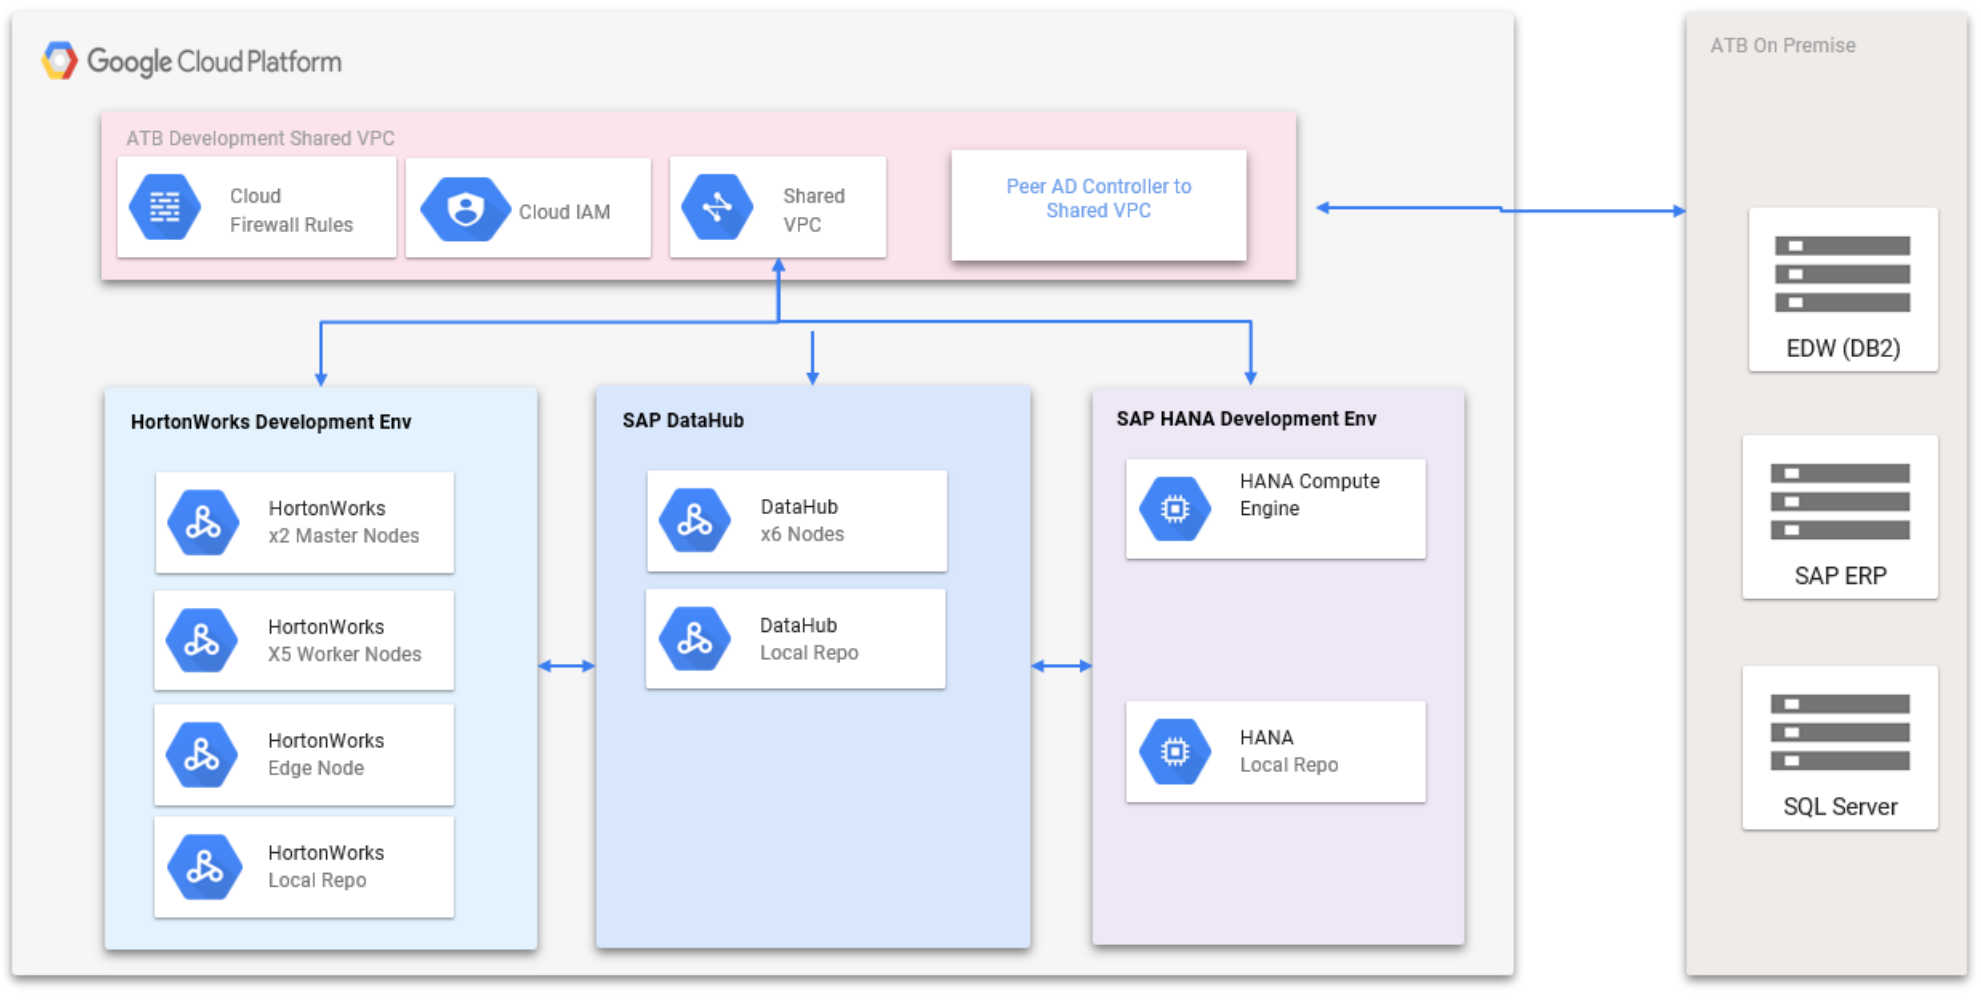 Google Cloud Platform
ATB On Premise
ATB Development Shared VPC
Cloud
Firewall Rules
Cloud IAM
Shared
VPC
Peer AD Controller to
Shared VPC
EDW (DB2)
SAP ERP
SQL Server
HortonWorks Development Env
HortonWorks
x2 Master Nodes
HortonWorks
X5 Worker Nodes
HortonWorks
Edge Node
HortonWorks
Local Repo
SAP DataHub
DataHub
x6 Nodes
DataHub
Local Repo
SAP HANA Development Env
HANA Compute
Engine
HANA
Local Repo